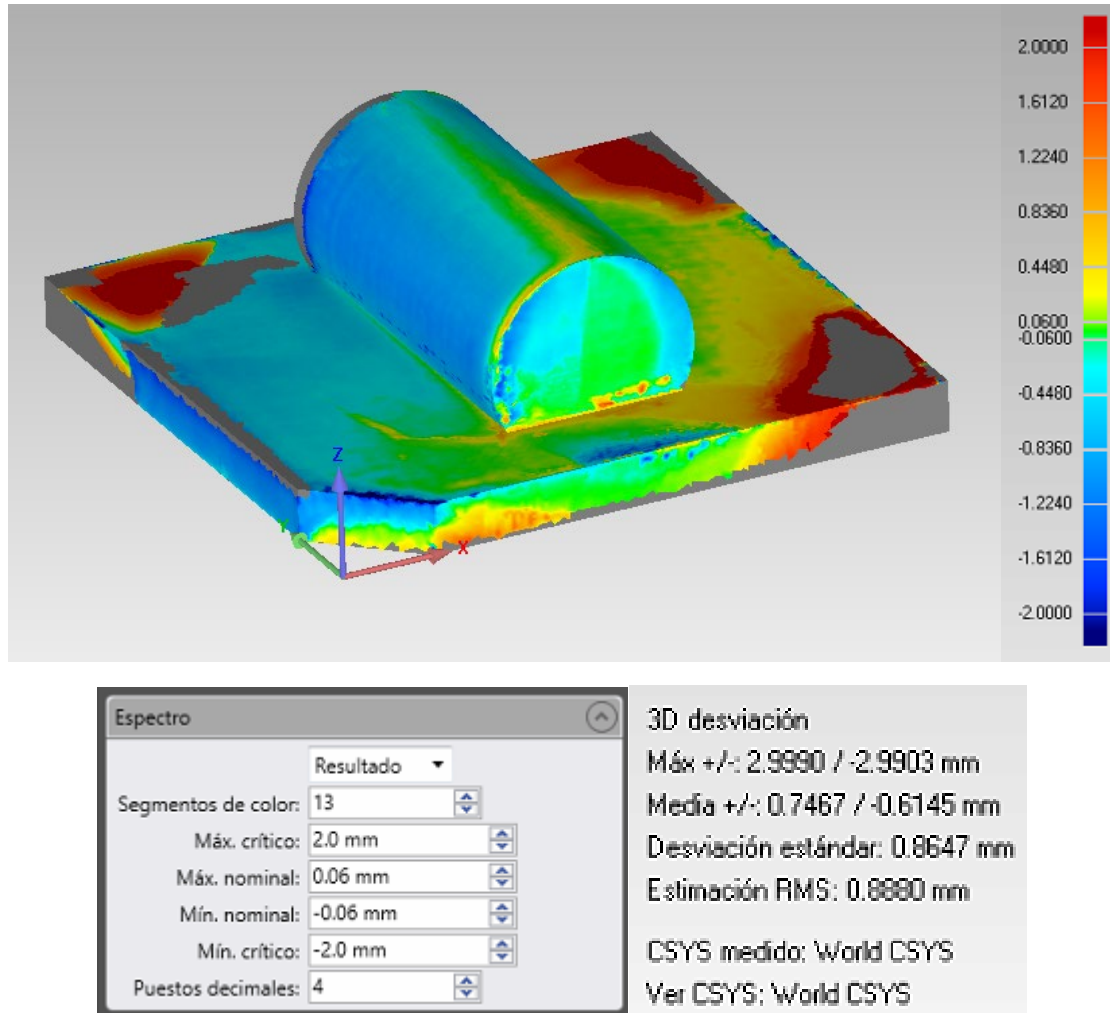 2.0000
1.6120
1.2240
0.8360
0.4480
0.0600
-0.0600
-0.4480
-0.8360
-1.2240
-1.6120
-2.0000
Z
Y
X
Espectro
Resultado
Segmentos de color: 13
Máx. crítico: 2.0 mm
Máx. nominal: 0.06 mm
Mín. nominal: -0.06 mm
Mín. crítico: -2.0 mm
Puestos decimales: 4
3D desviación
Máx +/-: 2.9990 / -2.9903 mm
Media +/-: 0.7467 / -0.6145 mm
Desviación estándar: 0.8647 mm
Estimación RMS: 0.8880 mm
CSYS medido: World CSYS
Ver CSYS: World CSYS